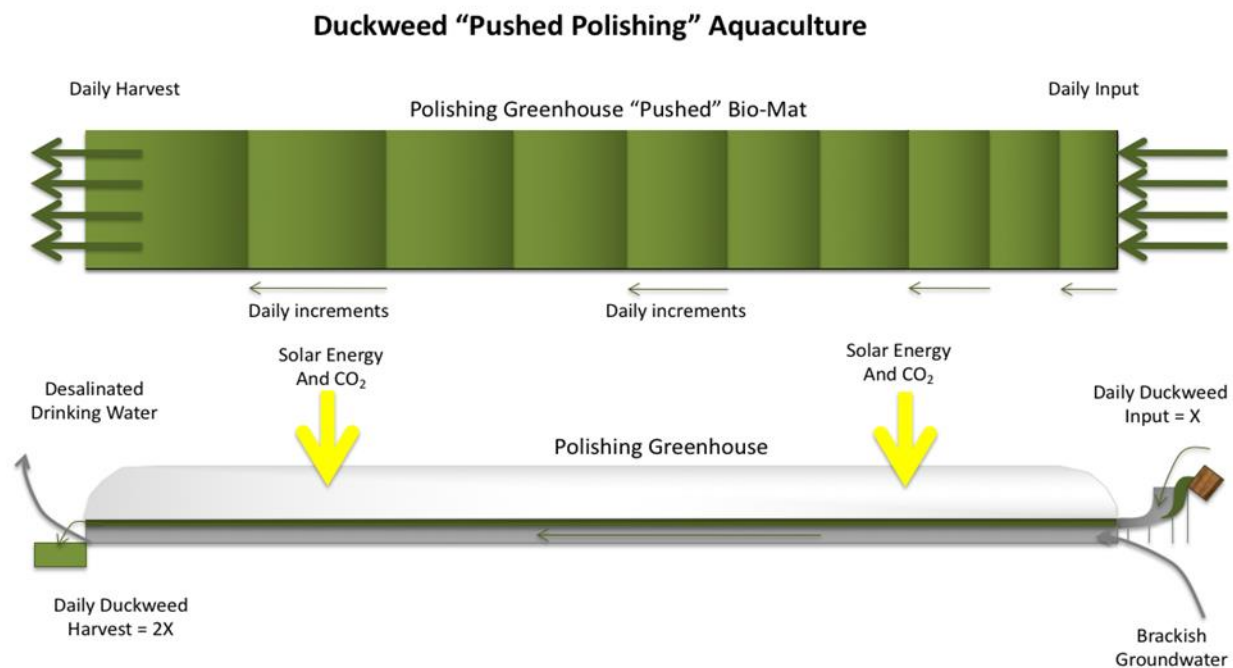 Duckweed “Pushed Polishing” Aquaculture
Daily Harvest
Polishing Greenhouse “Pushed” Bio-Mat
Daily Input
Daily increments
Daily increments
Solar Energy
And CO₂
Solar Energy
And CO₂
Desalinated
Drinking Water
Daily Duckweed
Input = X
Polishing Greenhouse
Daily Duckweed
Harvest = 2X
Brackish
Groundwater